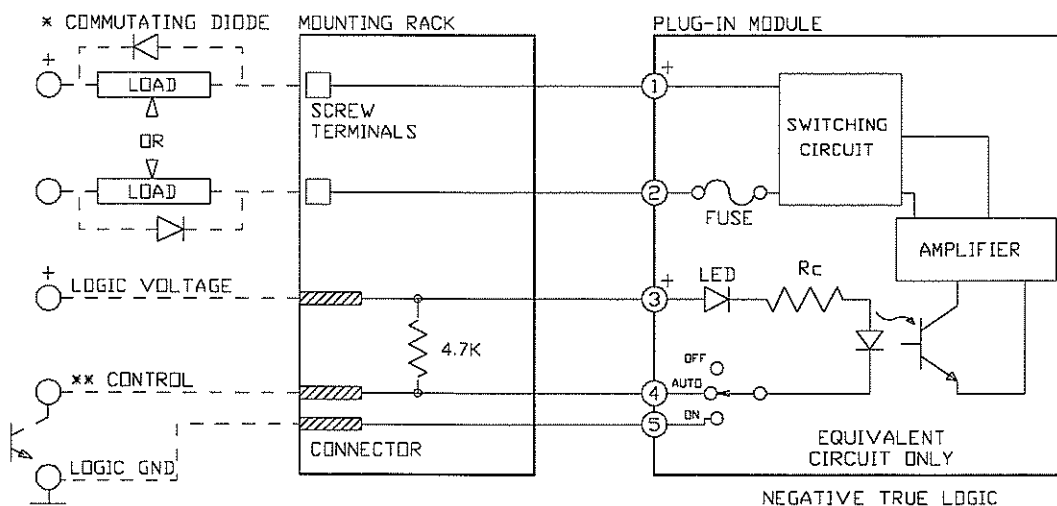 * COMMUTATING DIODE
MOUNTING RACK
PLUG-IN MODULE
+
LOAD
SCREW
TERMINALS
1
+
SWITCHING
CIRCUIT
OR
LOAD
2
FUSE
AMPLIFIER
+
LOGIC VOLTAGE
3
+
LED
Rc
4.7K
OFF
** CONTROL
4
AUTO
5
ON
CONNECTOR
LOGIC GND
EQUIVALENT
CIRCUIT ONLY
NEGATIVE TRUE LOGIC